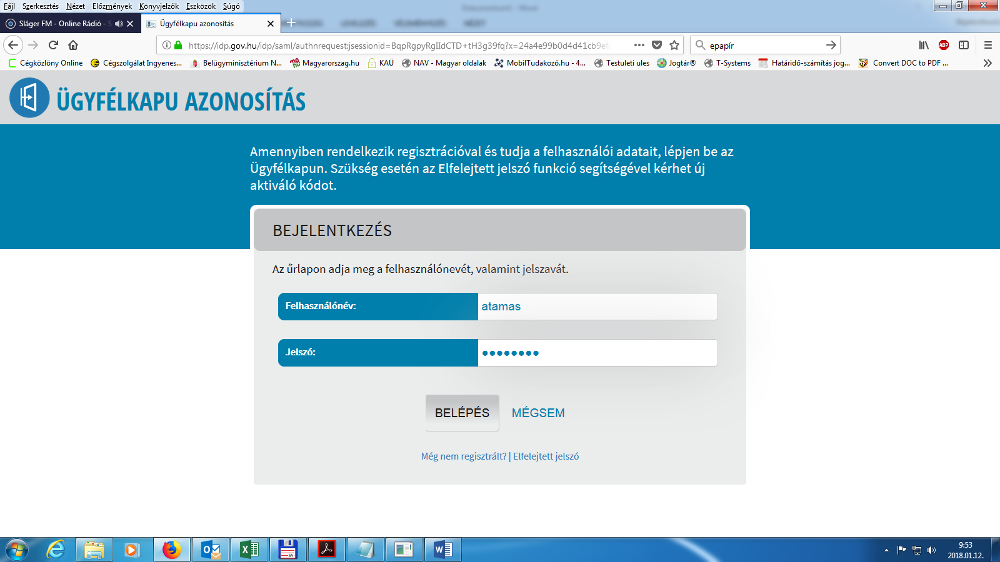 Fájl Szerkesztés Nézet Előzmények Könyvjelzők Eszközök Súgó
Sláger FM - Online Rádió - S
Ügyfélkapu azonosítás
https://idp.gov.hu/idp/saml/authnrequest;jsessionid=BqpRgpyRgIIdCTD+tH3g39fq?x=24a4e99b0d4d41cb9efc
epapír
ABP
Cégközlöny Online
Cégszolgálat Ingyenes...
Belügyminisztérium N...
Magyarorszag.hu
KAÜ
NAV - Magyar oldalak
MobilTudakozó.hu - 4...
Testuleti ules
Jogtár®
T-Systems
Határidő-számítás jog...
Convert DOC to PDF ...
ÜGYFÉLKAPU AZONOSÍTÁS
Amennyiben rendelkezik regisztrációval és tudja a felhasználói adatait, lépjen be az
Ügyfélkapun. Szükség esetén az Elfelejtett jelszó funkció segítségével kérhet új
aktiváló kódot.
BEJELENTKEZÉS
Az űrlapon adja meg a felhasználónevét, valamint jelszavát.
Felhasználónév:
atamas
Jelszó:
••••••••
BELÉPÉS
MÉGSEM
Még nem regisztrált? | Elfelejtett jelszó
9:53
2018.01.12.